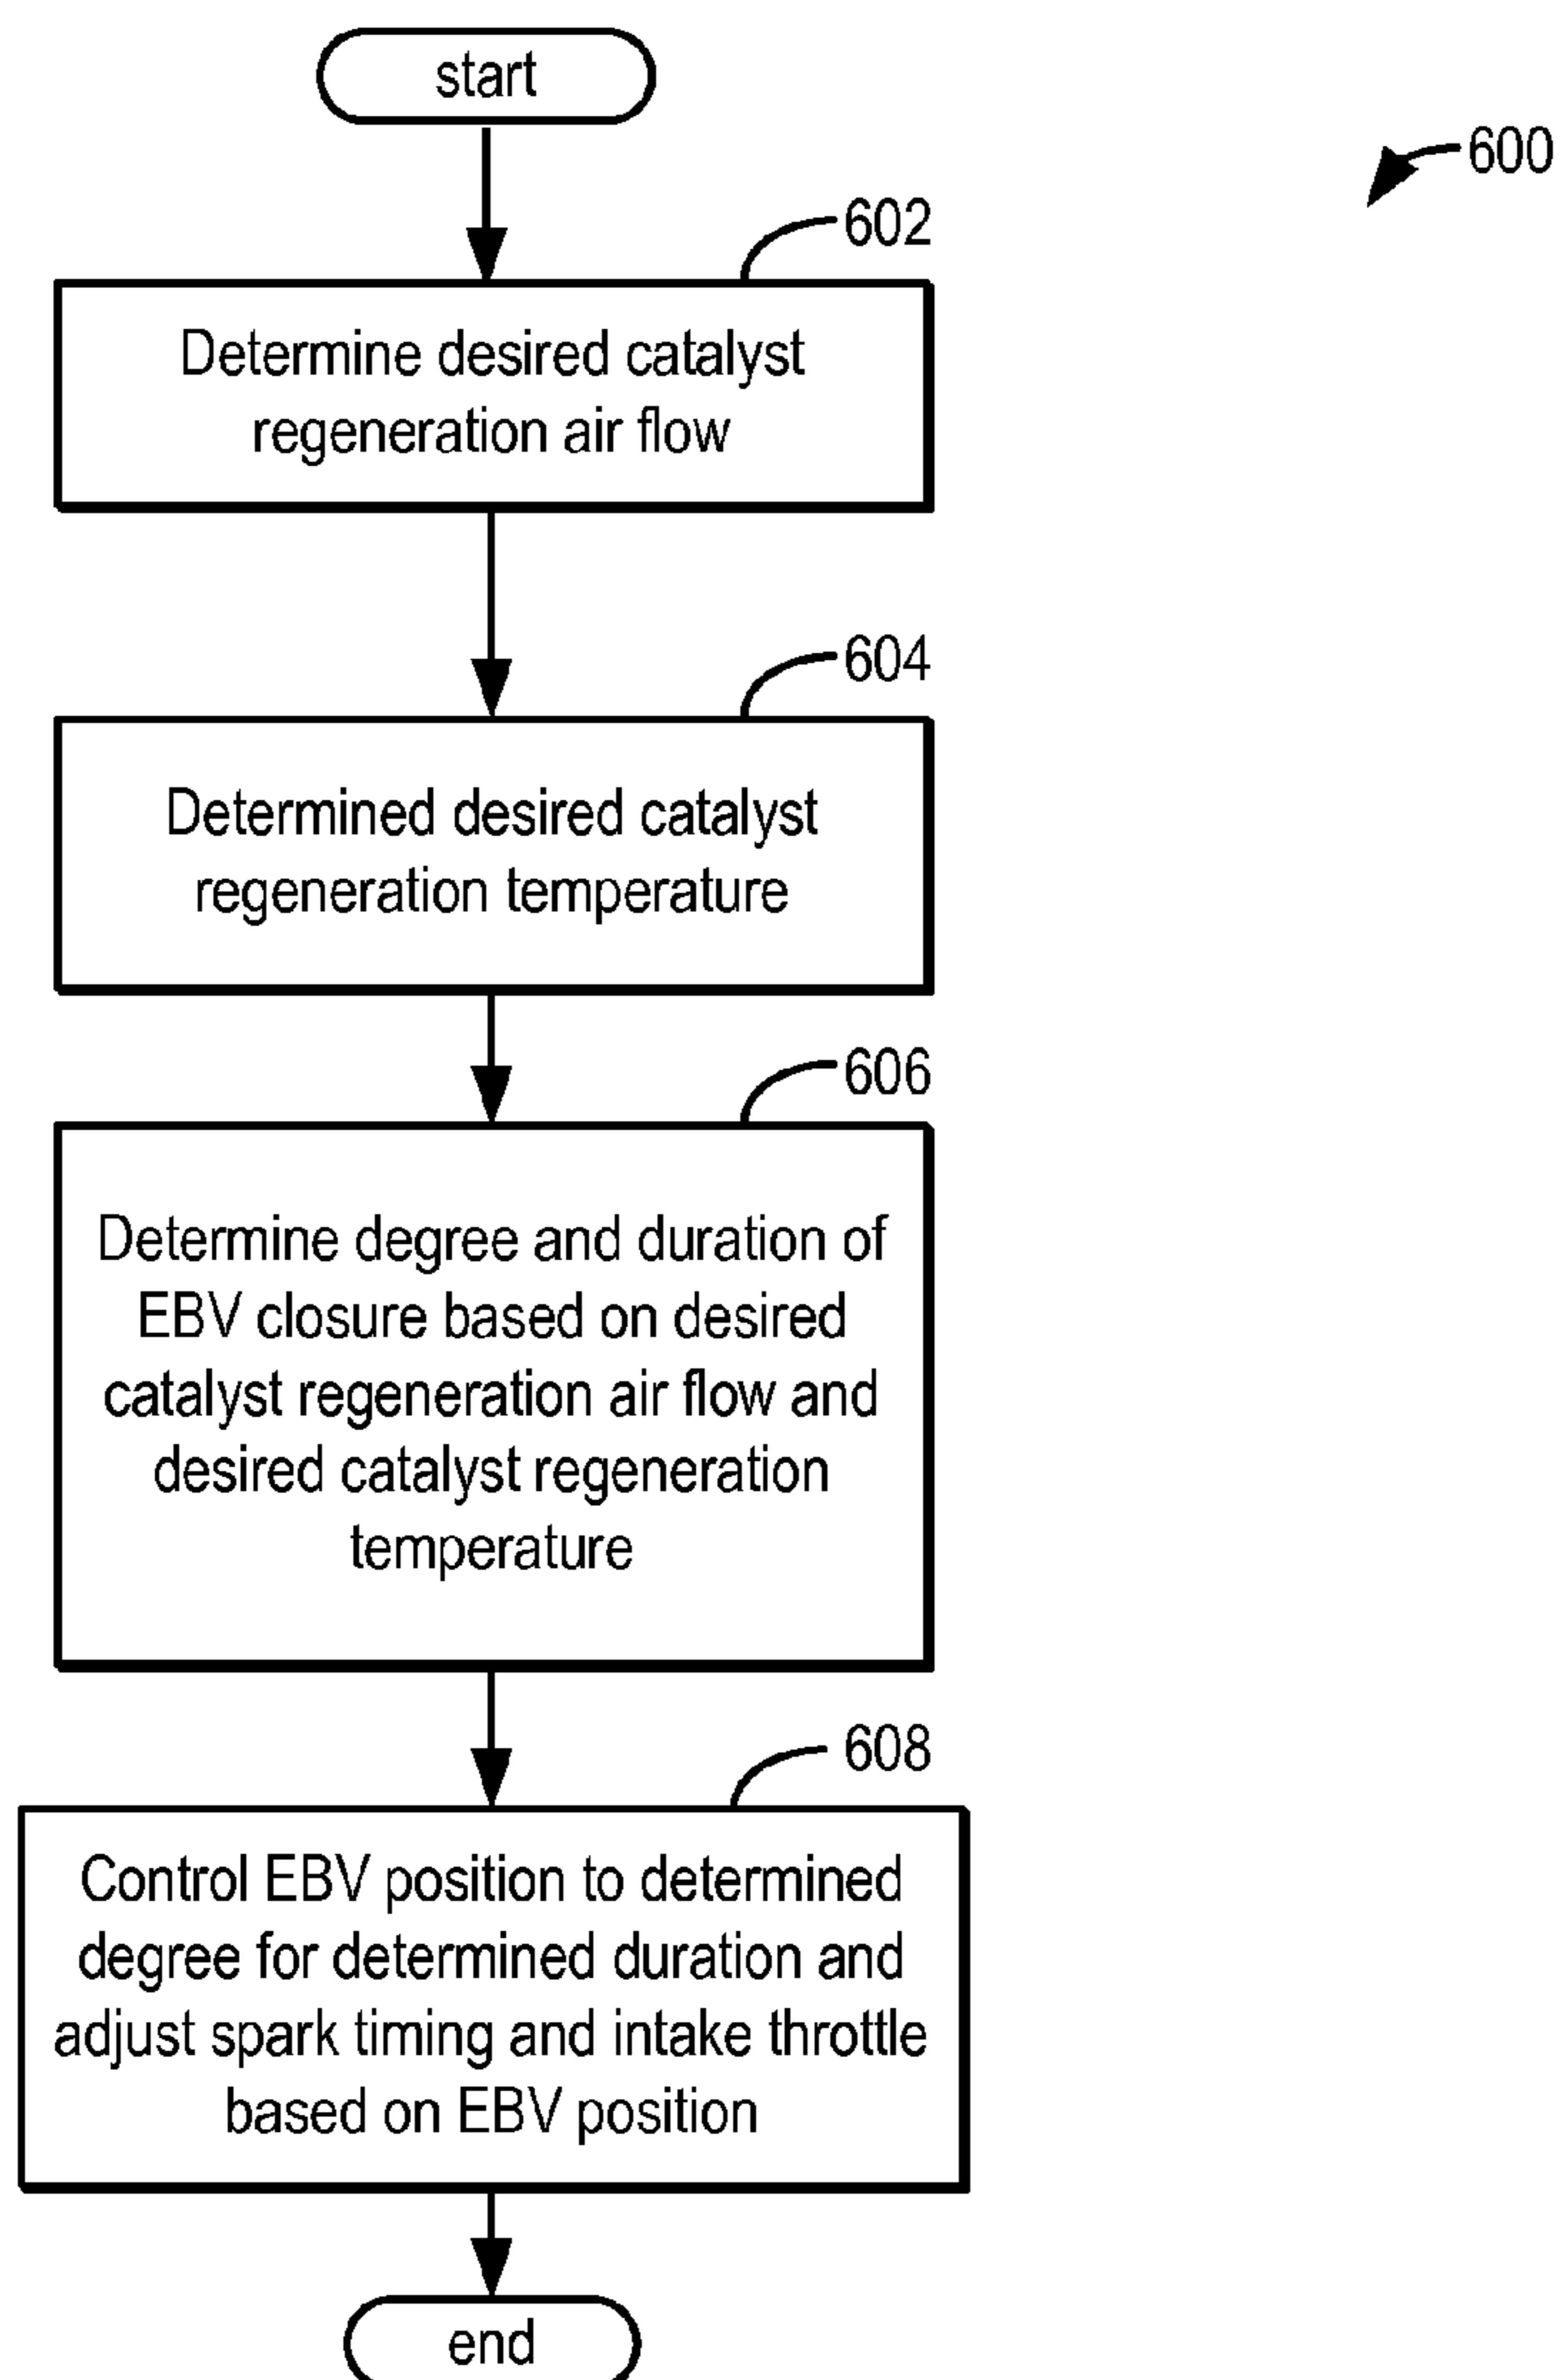 start
600
602
Determine desired catalyst
regeneration air flow
604
Determined desired catalyst
regeneration temperature
606
Determine degree and duration of
EBV closure based on desired
catalyst regeneration air flow and
desired catalyst regeneration
temperature
608
Control EBV position to determined
degree for determined duration and
adjust spark timing and intake throttle
based on EBV position
end